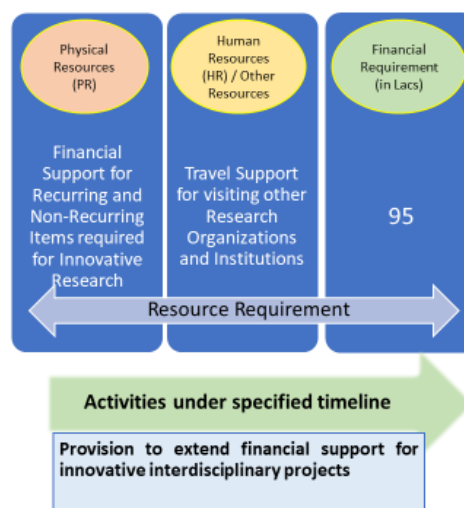 Physical
Resources
(PR)
Human
Resources
(HR) / Other
Resources
Financial
Requirement
(in Lacs)
Financial
Support for
Recurring and
Non-Recurring
Items required
for Innovative
Research
Travel Support
for visiting other
Research
Organizations
and Institutions
95
Resource Requirement
Activities under specified timeline
Provision to extend financial support for
innovative interdisciplinary projects